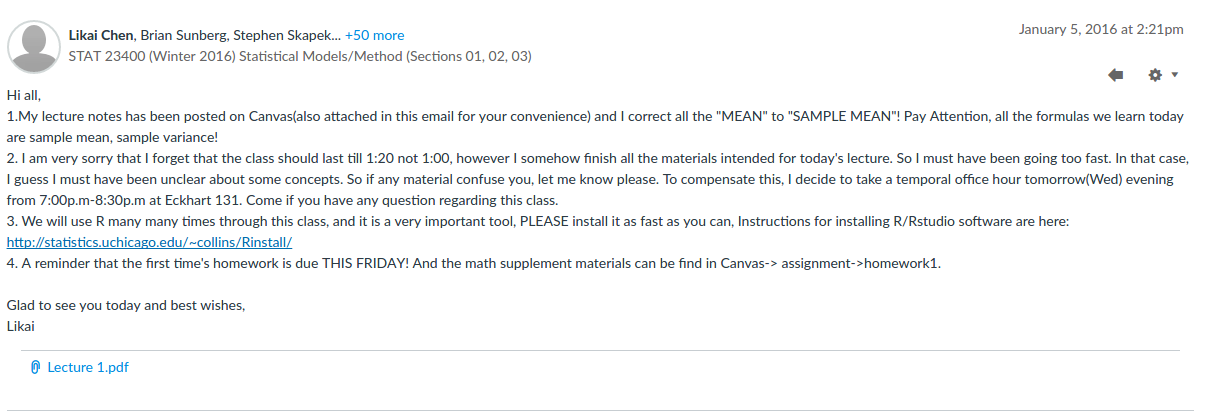 Likai Chen, Brian Sunberg, Stephen Skapek... +50 more
January 5, 2016 at 2:21pm
STAT 23400 (Winter 2016) Statistical Models/Method (Sections 01, 02, 03)
Hi all,
1.My lecture notes has been posted on Canvas(also attached in this email for your convenience) and I correct all the "MEAN" to "SAMPLE MEAN"! Pay Attention, all the formulas we learn today
are sample mean, sample variance!
2. I am very sorry that I forget that the class should last till 1:20 not 1:00, however I somehow finish all the materials intended for today's lecture. So I must have been going too fast. In that case,
I guess I must have been unclear about some concepts. So if any material confuse you, let me know please. To compensate this, I decide to take a temporal office hour tomorrow(Wed) evening
from 7:00p.m-8:30p.m at Eckhart 131. Come if you have any question regarding this class.
3. We will use R many many times through this class, and it is a very important tool, PLEASE install it as fast as you can, Instructions for installing R/Rstudio software are here:
http://statistics.uchicago.edu/~collins/Rinstall/
4. A reminder that the first time's homework is due THIS FRIDAY! And the math supplement materials can be find in Canvas-> assignment->homework1.
Glad to see you today and best wishes,
Likai
Lecture 1.pdf